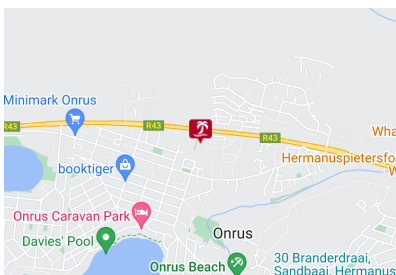 Minimark Onrus
R43
R43
R43
Wha
Hermanuspietersfo
W
booktiger
Onrus Caravan Park
Davies' Pool
Onrus
Onrus Beach
30 Branderdraai,
Sandbaai, Hermanus